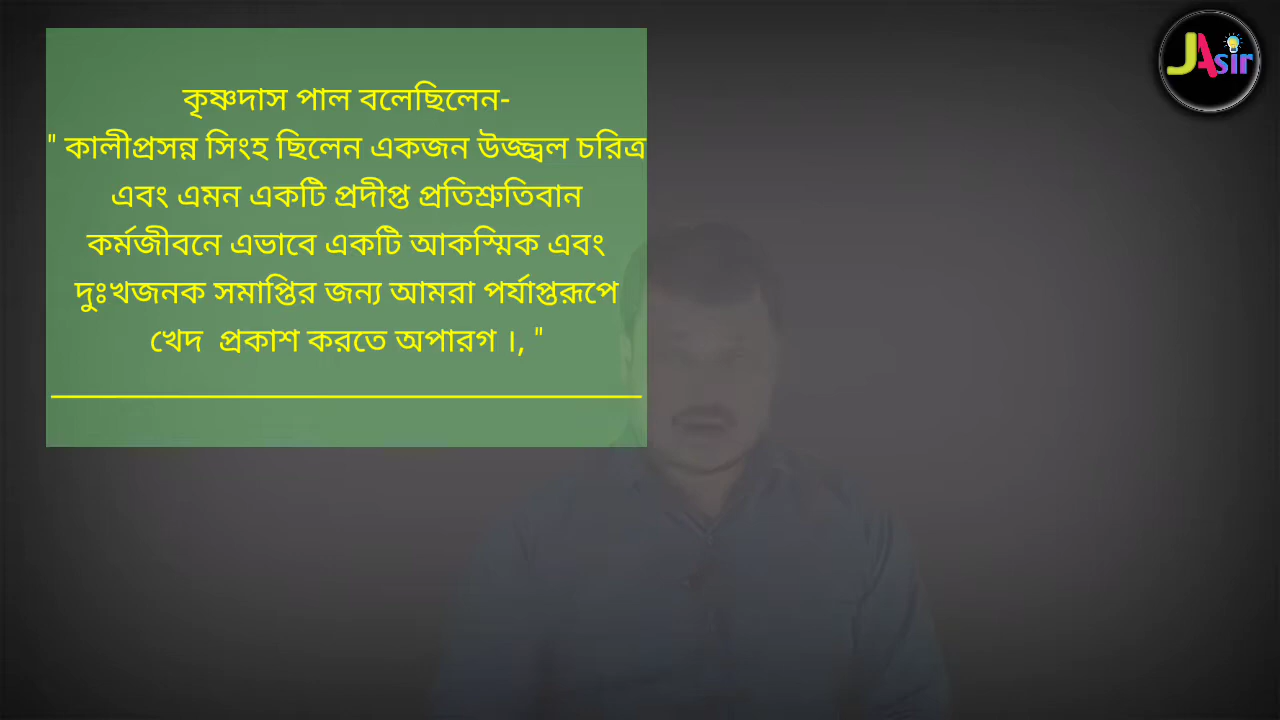 কৃষ্ণদাস পাল বলেছিলেন-
" কালীপ্রসন্ন সিংহ ছিলেন একজন উজ্জ্বল চরিত্র
এবং এমন একটি প্রদীপ্ত প্রতিশ্রুতিবান
কর্মজীবনে এভাবে একটি আকস্মিক এবং
দুঃখজনক সমাপ্তির জন্য আমরা পর্যাপ্তরূপে
খেদ  প্রকাশ করতে অপারগ ।, "
JAsir